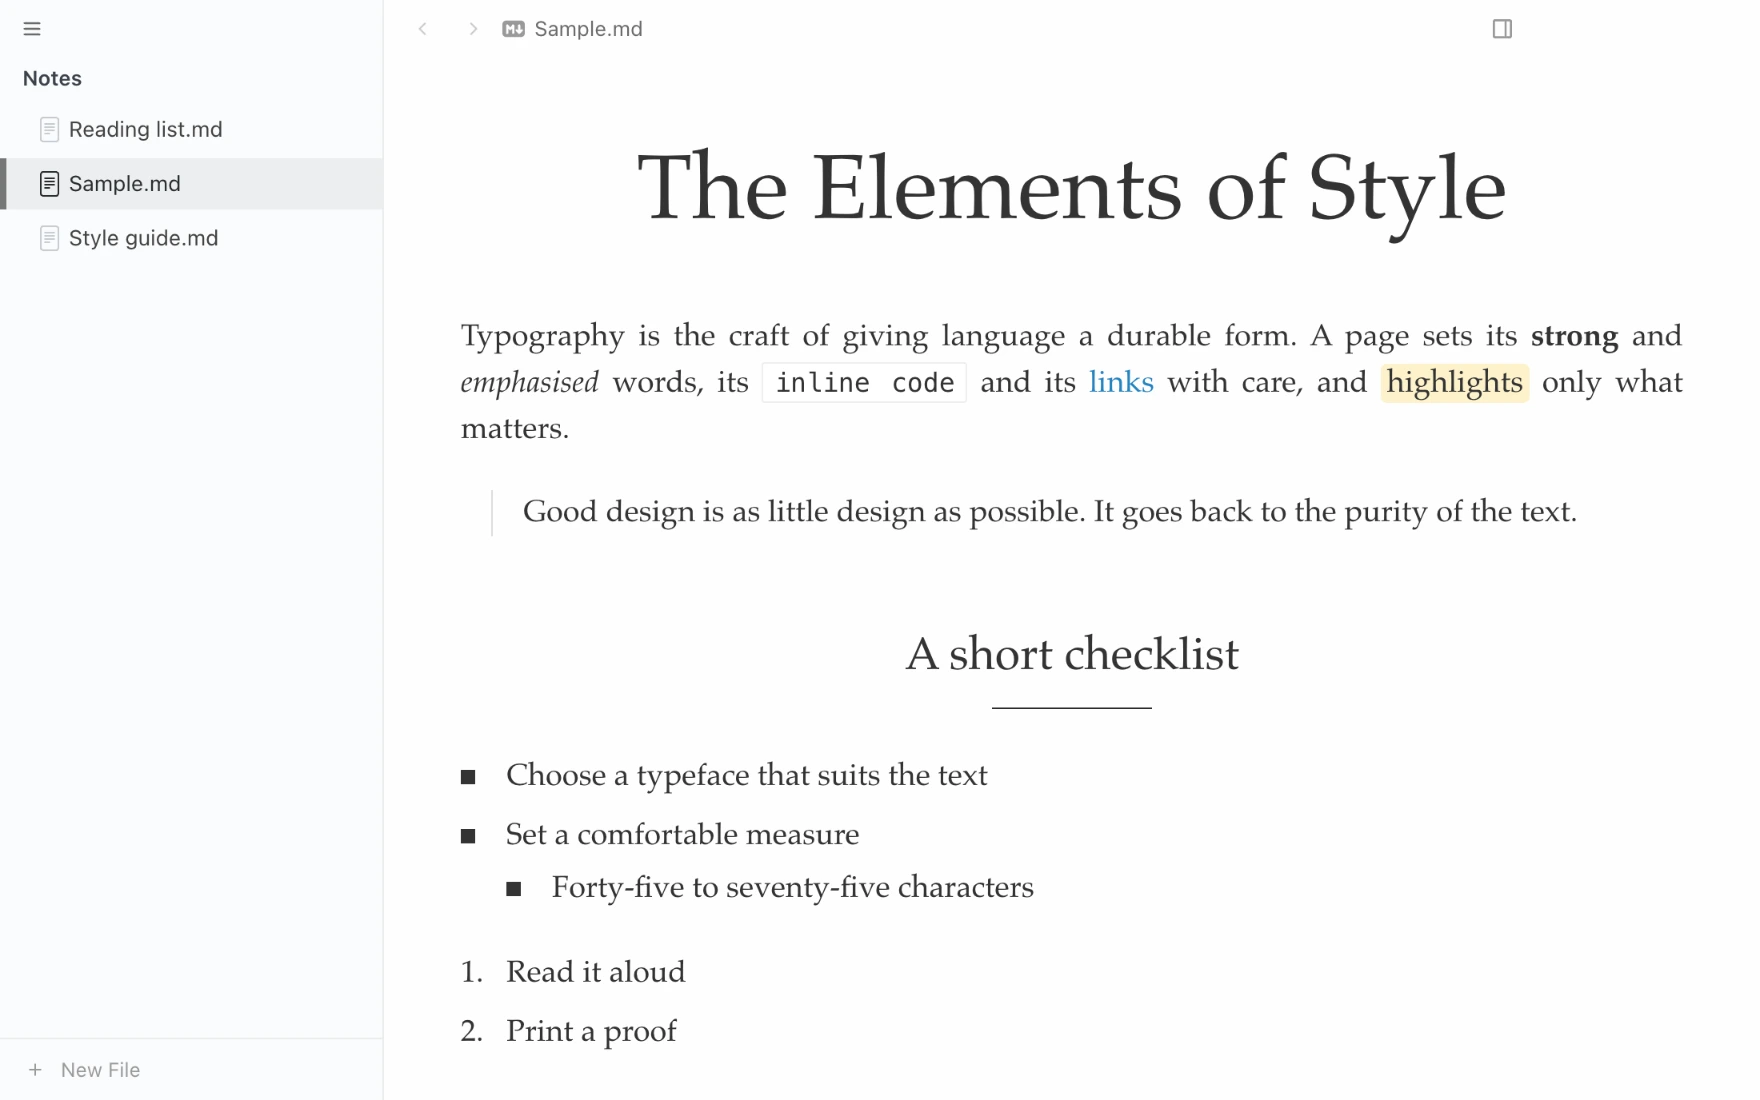 Sample.md
Notes
Reading list.md
Sample.md
Style guide.md
New File
The Elements of Style
Typography is the craft of giving language a durable form. A page sets its strong and
emphasised words, its inline code and its links with care, and highlights only what
matters.
Good design is as little design as possible. It goes back to the purity of the text.
A short checklist
■ Choose a typeface that suits the text
■ Set a comfortable measure
■ Forty-five to seventy-five characters
1. Read it aloud
2. Print a proof